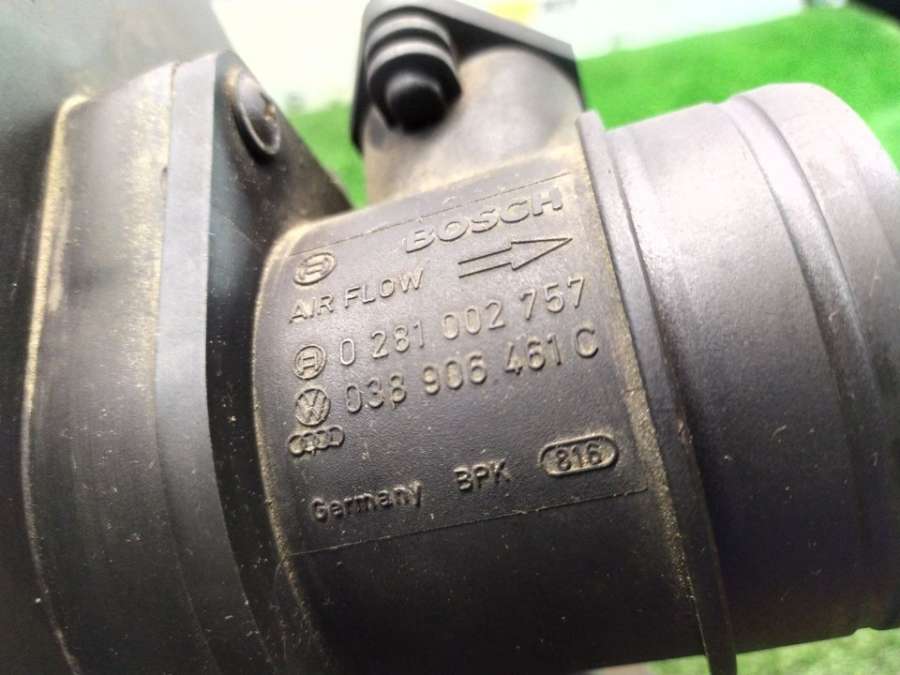 BOSCH
AIR FLOW
0 281 002 757
038 906 461 C
Germany BPK 816